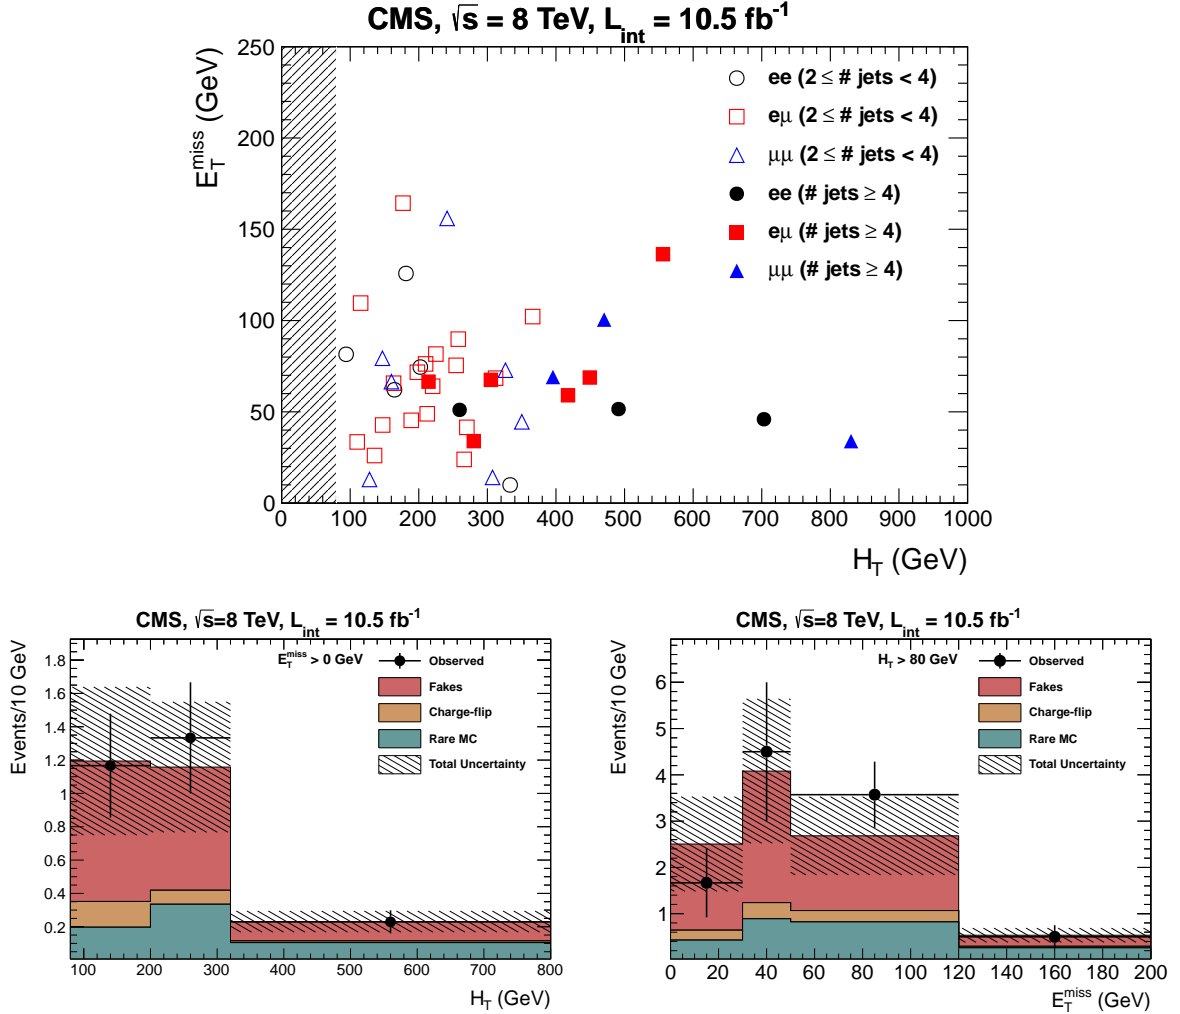 CMS, √s = 8 TeV, L_int = 10.5 fb⁻¹
E_T^miss (GeV)
250
200
150
100
50
0
ee (2 ≤ # jets < 4)
eμ (2 ≤ # jets < 4)
μμ (2 ≤ # jets < 4)
ee (# jets ≥ 4)
eμ (# jets ≥ 4)
μμ (# jets ≥ 4)
0 100 200 300 400 500 600 700 800 900 1000
H_T (GeV)
CMS, √s=8 TeV, L_int = 10.5 fb⁻¹
Events/10 GeV
1.8
1.6
1.4
1.2
1
0.8
0.6
0.4
0.2
E_T^miss > 0 GeV
Observed
Fakes
Charge-flip
Rare MC
Total Uncertainty
100 200 300 400 500 600 700 800
H_T (GeV)
CMS, √s=8 TeV, L_int = 10.5 fb⁻¹
Events/10 GeV
6
5
4
3
2
1
H_T > 80 GeV
Observed
Fakes
Charge-flip
Rare MC
Total Uncertainty
0 20 40 60 80 100 120 140 160 180 200
E_T^miss (GeV)